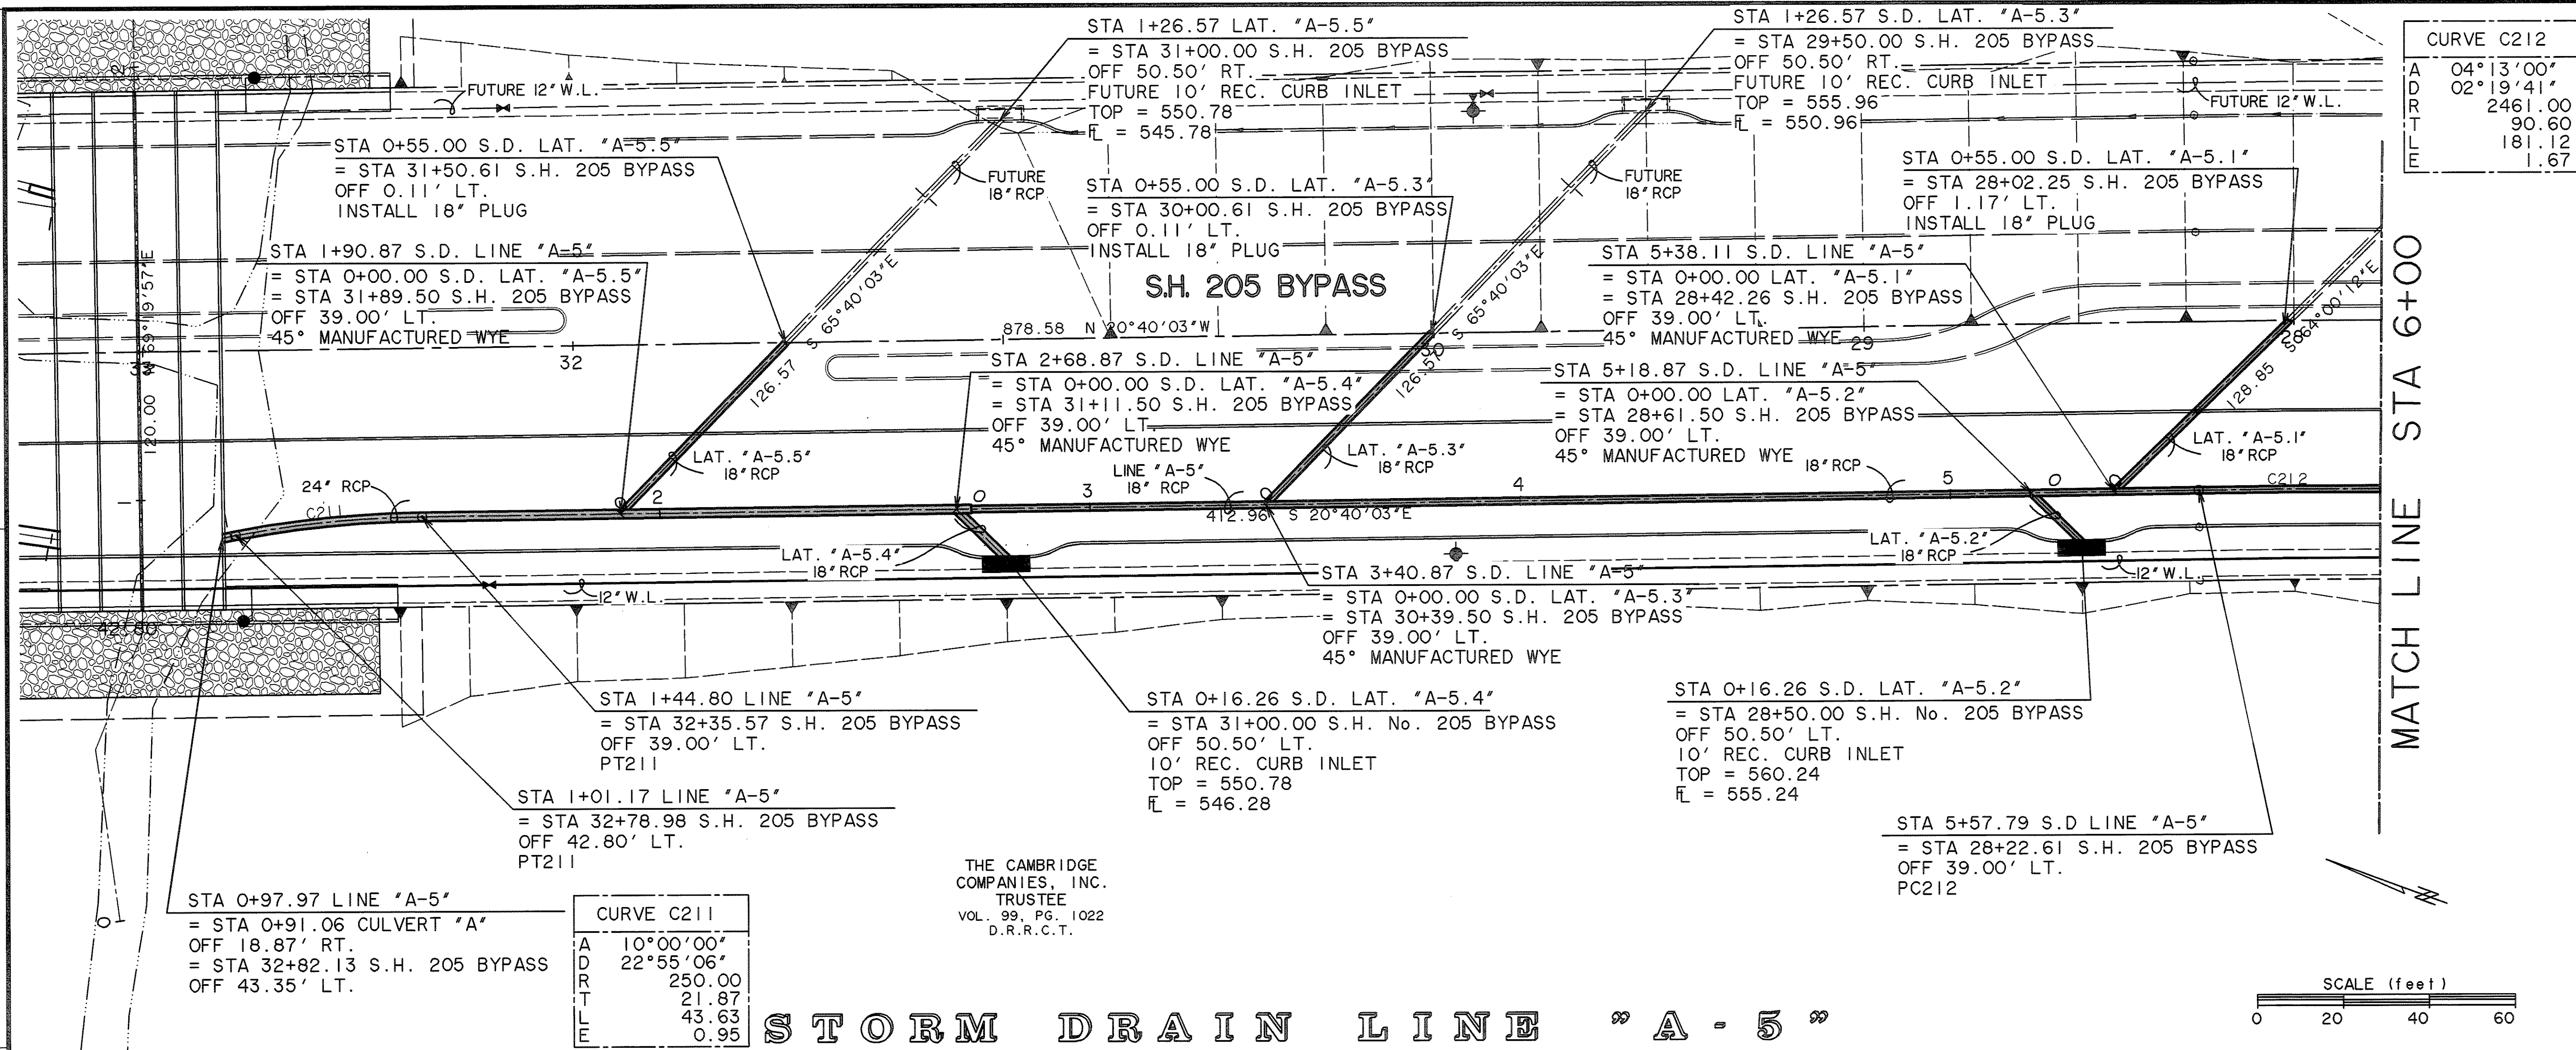 STA 1+26.57 LAT. "A-5.5"
= STA 31+00.00 S.H. 205 BYPASS
OFF 50.50' RT.
FUTURE 10' REC. CURB INLET
TOP = 550.78
FL = 545.78
STA 1+26.57 S.D. LAT. "A-5.3"
= STA 29+50.00 S.H. 205 BYPASS
OFF 50.50' RT.
FUTURE 10' REC. CURB INLET
TOP = 555.96
FL = 550.96
CURVE C212
Δ 04°13'00"
D 02°19'41"
R 2461.00
T 90.60
L 181.12
E 1.67
FUTURE 12" W.L.
FUTURE 12" W.L.
2
STA 0+55.00 S.D. LAT. "A-5.5"
= STA 31+50.61 S.H. 205 BYPASS
OFF 0.11' LT.
INSTALL 18" PLUG
FUTURE
18" RCP
STA 0+55.00 S.D. LAT. "A-5.3"
= STA 30+00.61 S.H. 205 BYPASS
OFF 0.11' LT.
INSTALL 18" PLUG
FUTURE
18" RCP
STA 0+55.00 S.D. LAT. "A-5.1"
= STA 28+02.25 S.H. 205 BYPASS
OFF 1.17' LT.
INSTALL 18" PLUG
STA 1+90.87 S.D. LINE "A-5"
= STA 0+00.00 S.D. LAT. "A-5.5"
= STA 31+89.50 S.H. 205 BYPASS
OFF 39.00' LT.
45° MANUFACTURED WYE
S.H. 205 BYPASS
STA 5+38.11 S.D. LINE "A-5"
= STA 0+00.00 LAT. "A-5.1"
= STA 28+42.26 S.H. 205 BYPASS
OFF 39.00' LT.
45° MANUFACTURED WYE
120.00 N 69°19'57"E
33
32
878.58 N 20°40'03"W
29
126.57 S 65°40'03"E
126.57 S 65°40'03"E
128.85 S 64°00'12"E
STA 2+68.87 S.D. LINE "A-5"
= STA 0+00.00 S.D. LAT. "A-5.4"
= STA 31+11.50 S.H. 205 BYPASS
OFF 39.00' LT.
45° MANUFACTURED WYE
STA 5+18.87 S.D. LINE "A-5"
= STA 0+00.00 LAT. "A-5.2"
= STA 28+61.50 S.H. 205 BYPASS
OFF 39.00' LT.
45° MANUFACTURED WYE
MATCH LINE STA 6+00
LAT. "A-5.5"
18" RCP
LINE "A-5"
18" RCP
LAT. "A-5.3"
18" RCP
18" RCP
LAT. "A-5.1"
18" RCP
24" RCP
C211
1
0
2
0
3
0
4
5
0
C212
412.96 S 20°40'03"E
LAT. "A-5.4"
18" RCP
LAT. "A-5.2"
18" RCP
12" W.L.
12" W.L.
42.80
STA 3+40.87 S.D. LINE "A-5"
= STA 0+00.00 S.D. LAT. "A-5.3"
= STA 30+39.50 S.H. 205 BYPASS
OFF 39.00' LT.
45° MANUFACTURED WYE
STA 1+44.80 LINE "A-5"
= STA 32+35.57 S.H. 205 BYPASS
OFF 39.00' LT.
PT211
STA 0+16.26 S.D. LAT. "A-5.4"
= STA 31+00.00 S.H. No. 205 BYPASS
OFF 50.50' LT.
10' REC. CURB INLET
TOP = 550.78
FL = 546.28
STA 0+16.26 S.D. LAT. "A-5.2"
= STA 28+50.00 S.H. No. 205 BYPASS
OFF 50.50' LT.
10' REC. CURB INLET
TOP = 560.24
FL = 555.24
STA 1+01.17 LINE "A-5"
= STA 32+78.98 S.H. 205 BYPASS
OFF 42.80' LT.
PT211
STA 5+57.79 S.D LINE "A-5"
= STA 28+22.61 S.H. 205 BYPASS
OFF 39.00' LT.
PC212
0
STA 0+97.97 LINE "A-5"
= STA 0+91.06 CULVERT "A"
OFF 18.87' RT.
= STA 32+82.13 S.H. 205 BYPASS
OFF 43.35' LT.
CURVE C211
Δ 10°00'00"
D 22°55'06"
R 250.00
T 21.87
L 43.63
E 0.95
THE CAMBRIDGE
COMPANIES, INC.
TRUSTEE
VOL. 99, PG. 1022
D.R.R.C.T.
STORM DRAIN LINE "A-5"
SCALE (feet)
0 20 40 60